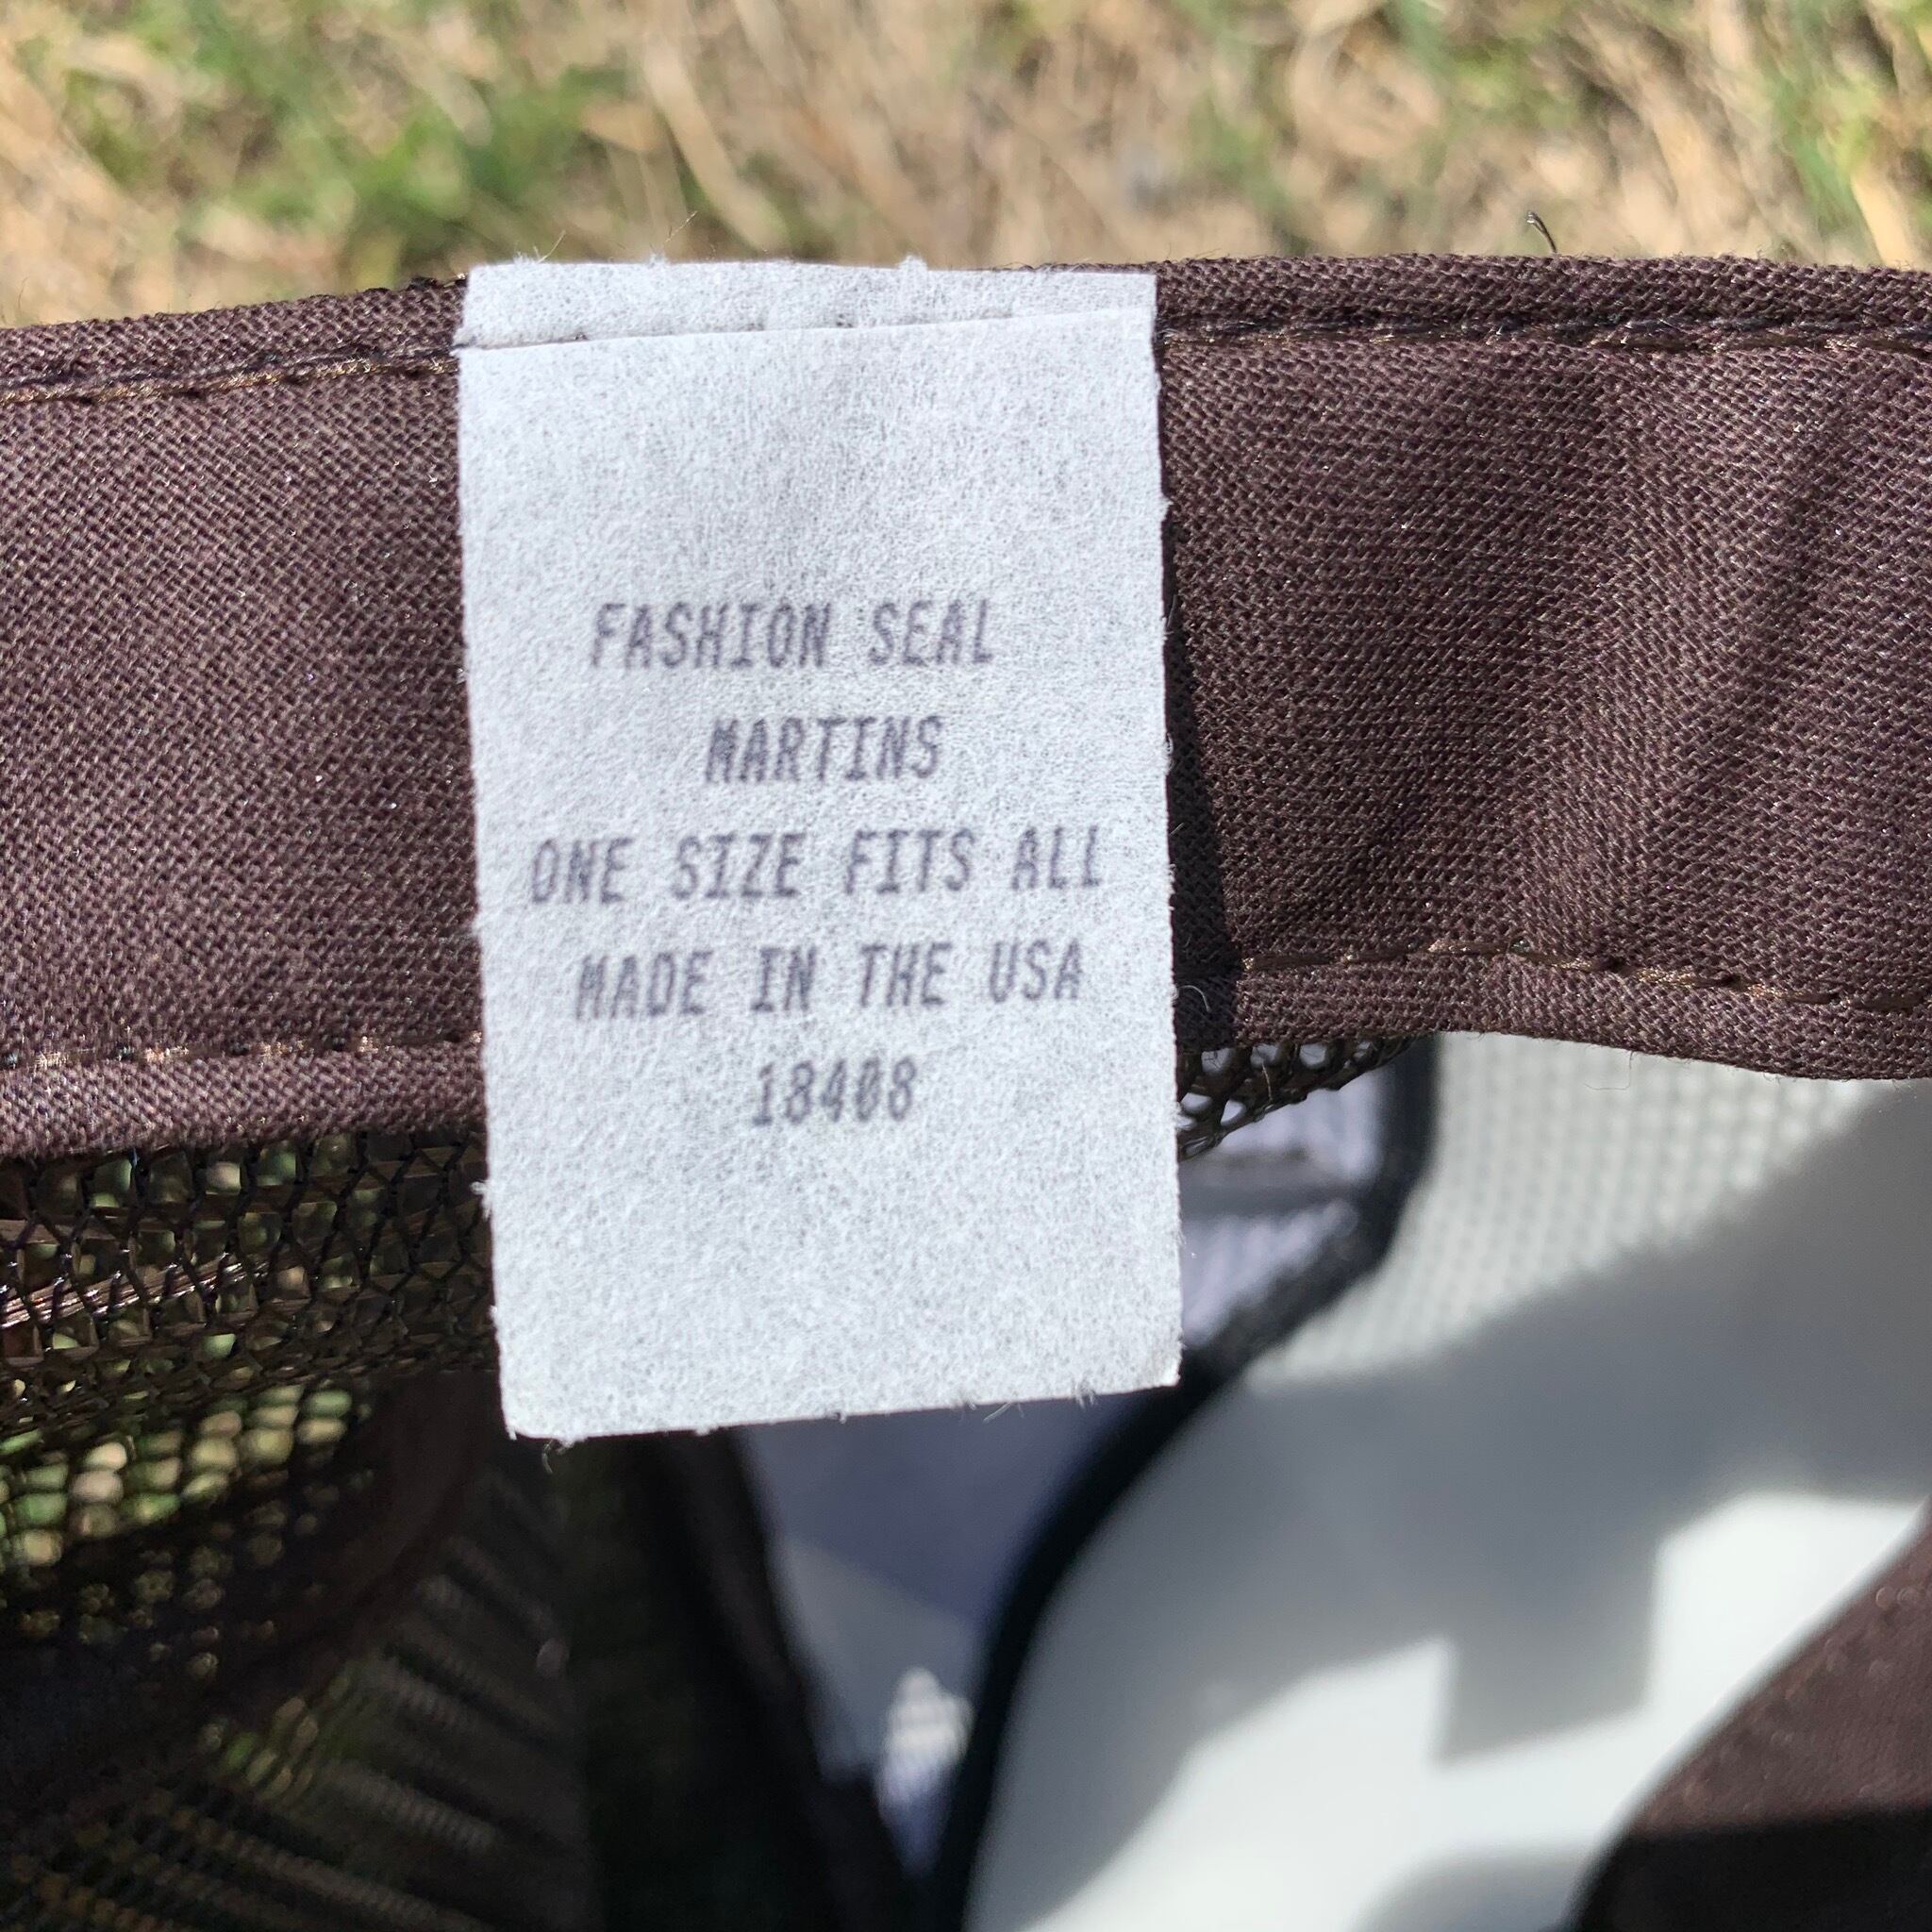 FASHION SEAL
MARTINS
ONE SIZE FITS ALL
MADE IN THE USA
18408